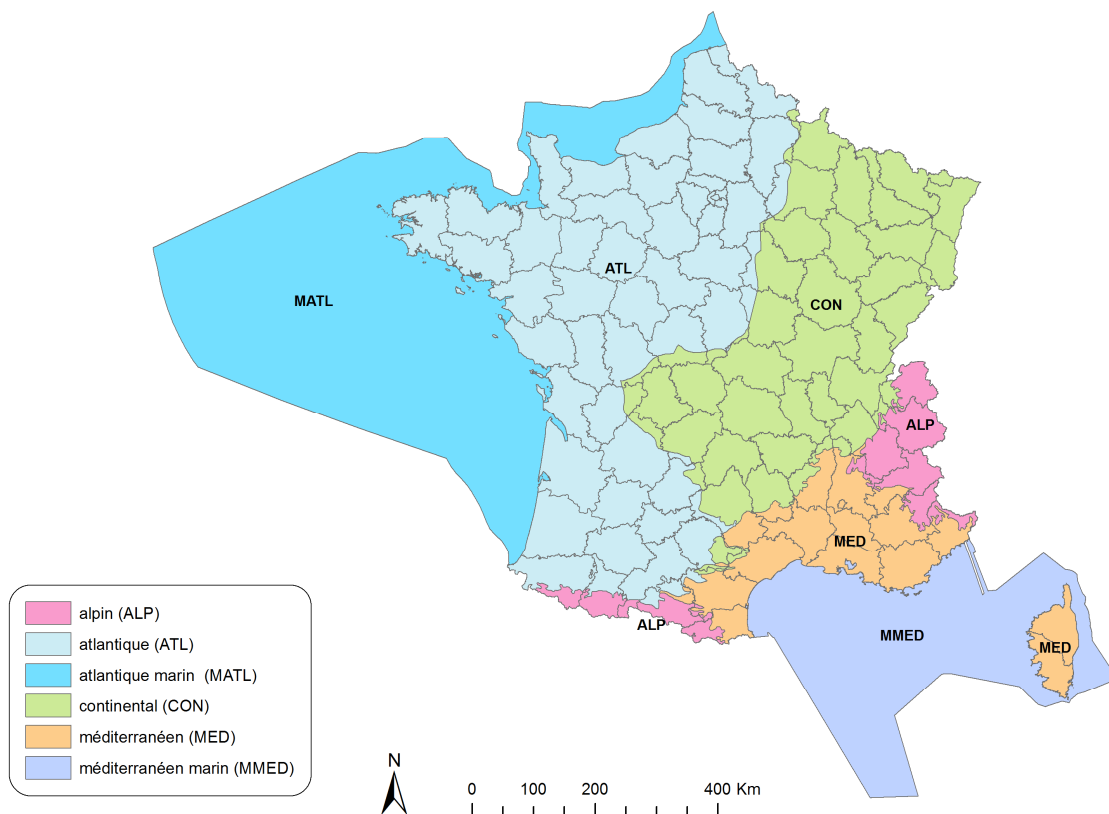 ATL
MATL
CON
ALP
MED
ALP
MMED
MED
alpin (ALP)
atlantique (ATL)
atlantique marin (MATL)
continental (CON)
méditerranéen (MED)
méditerranéen marin (MMED)
N
0 100 200 400 Km